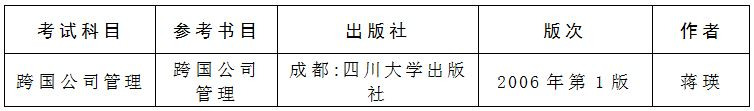 考试科目 参考书目 出版社 版次 作者
跨国公司管理 跨国公司 成都:四川大学出版 2006年第1版 蒋瑛
管理 社